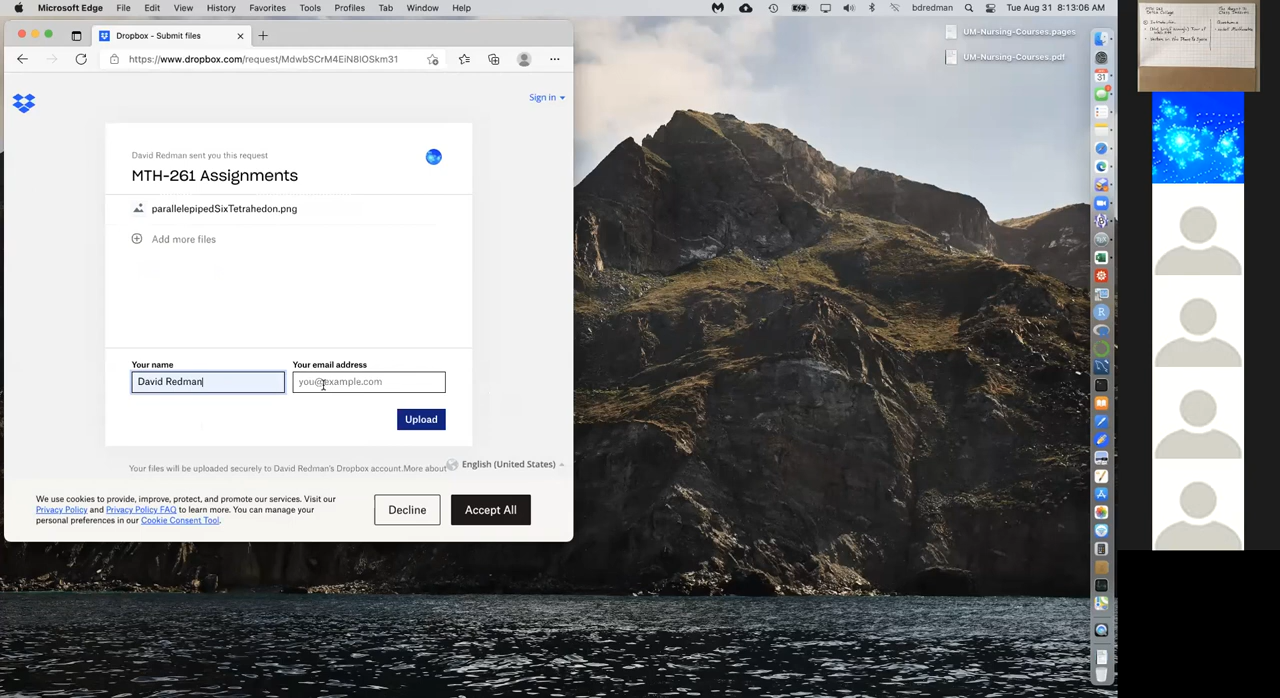 Microsoft Edge File Edit View History Favorites Tools Profiles Tab Window Help
bdredman Tue Aug 31 8:13:06 AM
Dropbox - Submit files
https://www.dropbox.com/request/MdwbSCrM4EiN8IOSkm31
Sign in
David Redman sent you this request
MTH-261 Assignments
parallelepipedSixTetrahedon.png
Add more files
Your name Your email address
David Redman you@example.com
Upload
Your files will be uploaded securely to David Redman's Dropbox account.More about
English (United States)
We use cookies to provide, improve, protect, and promote our services. Visit our
Privacy Policy and Privacy Policy FAQ to learn more. You can manage your
personal preferences in our Cookie Consent Tool.
Decline Accept All
UM-Nursing-Courses.pages
UM-Nursing-Courses.pdf
31